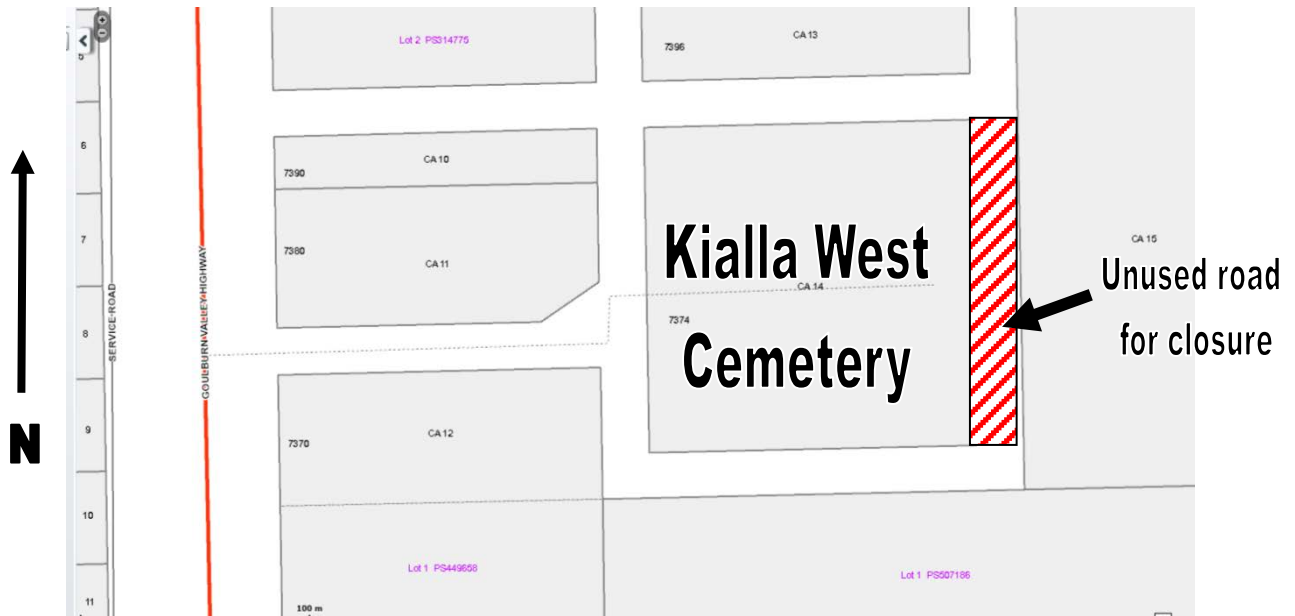 5
Lot 2 PS314775
7396
CA 13
6
7390
CA 10
7
7380
CA 11
Kialla West
CA 14
7374
Cemetery
CA 15
Unused road
for closure
SERVICE-ROAD
GOULBURN VALLEY HIGHWAY
8
N
9
7370
CA 12
10
Lot 1 PS449658
Lot 1 PS507186
11
100 m